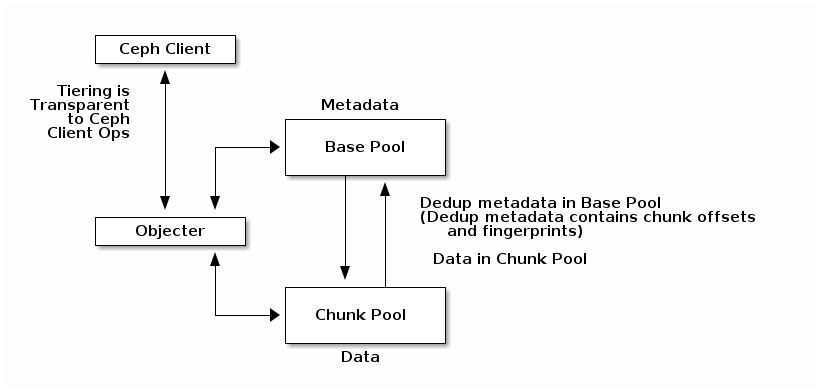 Ceph Client
Tiering is
Transparent
to Ceph
Client Ops
Metadata
Base Pool
Objecter
Dedup metadata in Base Pool
(Dedup metadata contains chunk offsets
and fingerprints)
Data in Chunk Pool
Chunk Pool
Data